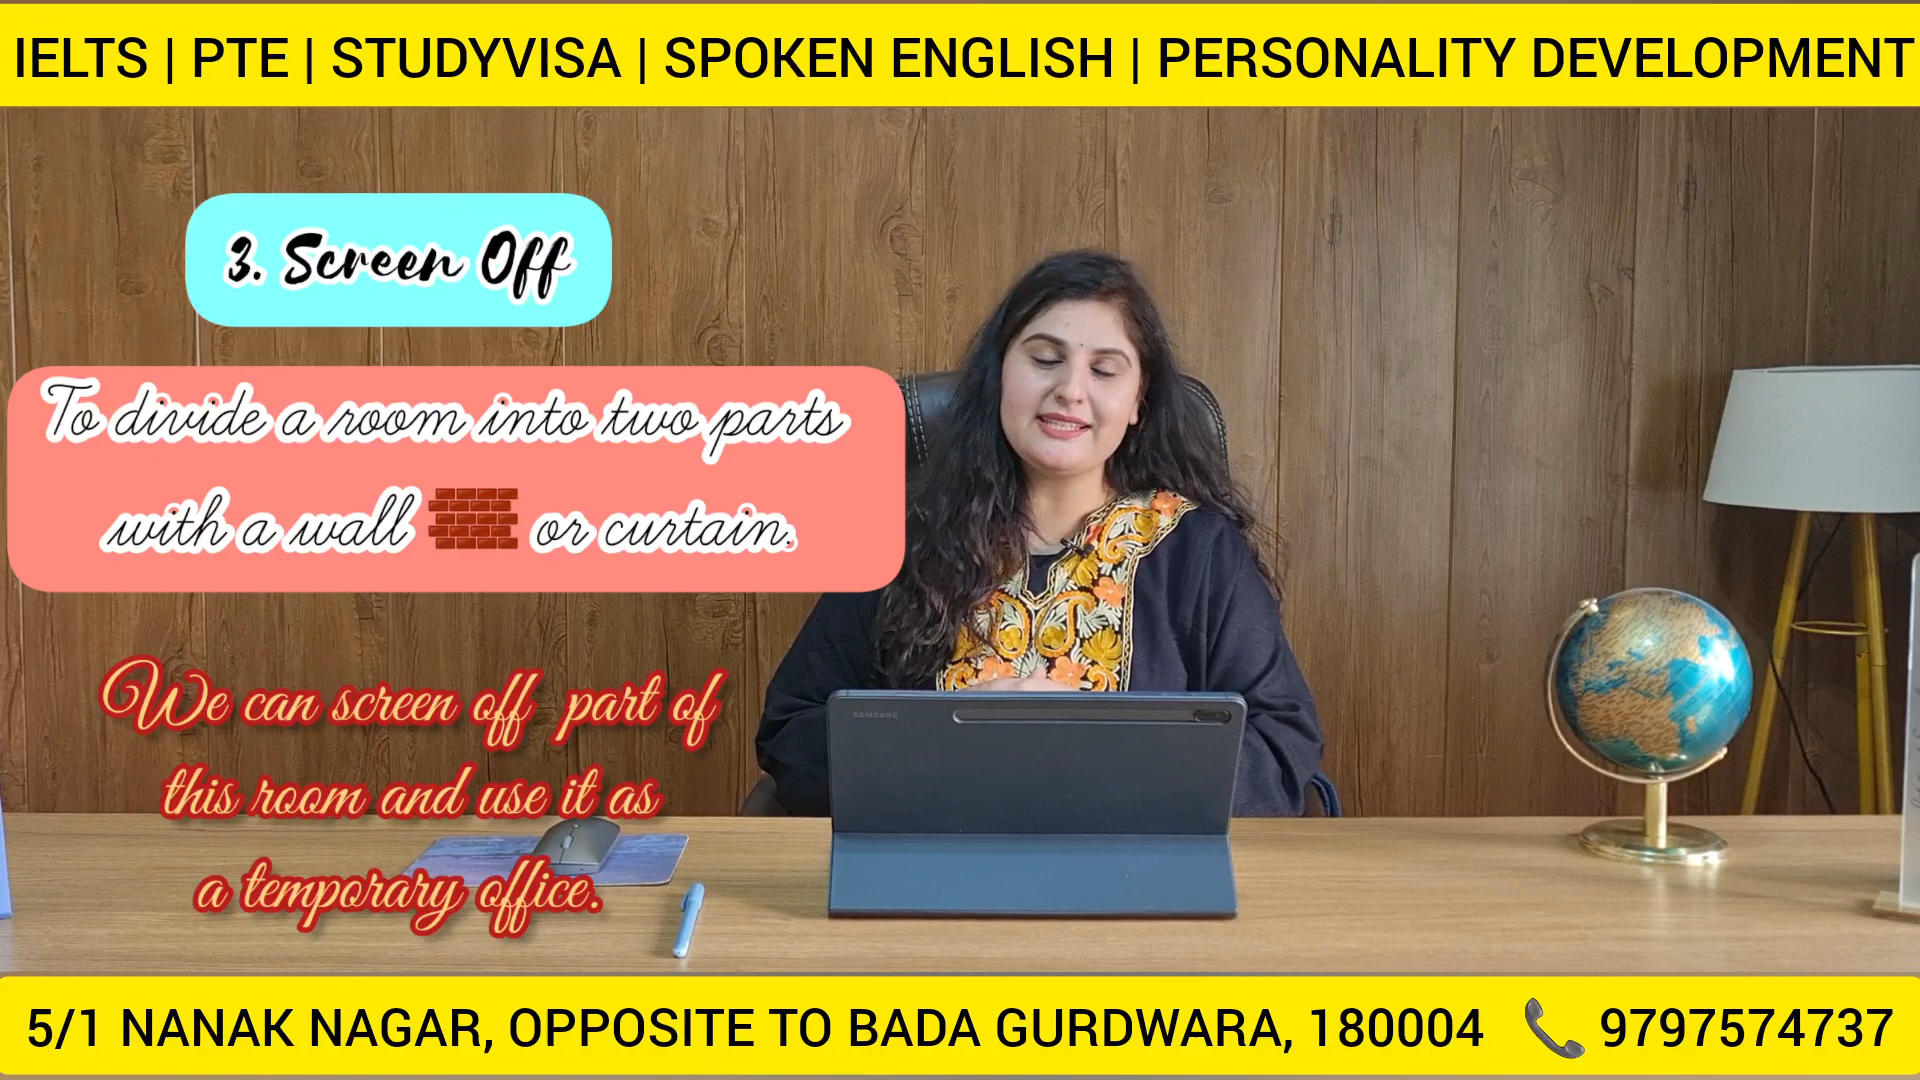 IELTS | PTE | STUDYVISA | SPOKEN ENGLISH | PERSONALITY DEVELOPMENT
3. Screen Off
To divide a room into two parts
with a wall 🧱 or curtain.
We can screen off part of
this room and use it as
a temporary office.
SAMSUNG
5/1 NANAK NAGAR, OPPOSITE TO BADA GURDWARA, 180004 📞 9797574737